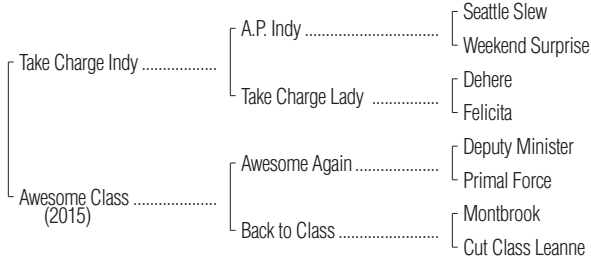 Seattle Slew
A.P. Indy ........................
Weekend Surprise
Take Charge Indy .............
Dehere
Take Charge Lady ............
Felicita
Deputy Minister
Awesome Again ...............
Primal Force
Awesome Class ...............
(2015)
Montbrook
Back to Class ..................
Cut Class Leanne